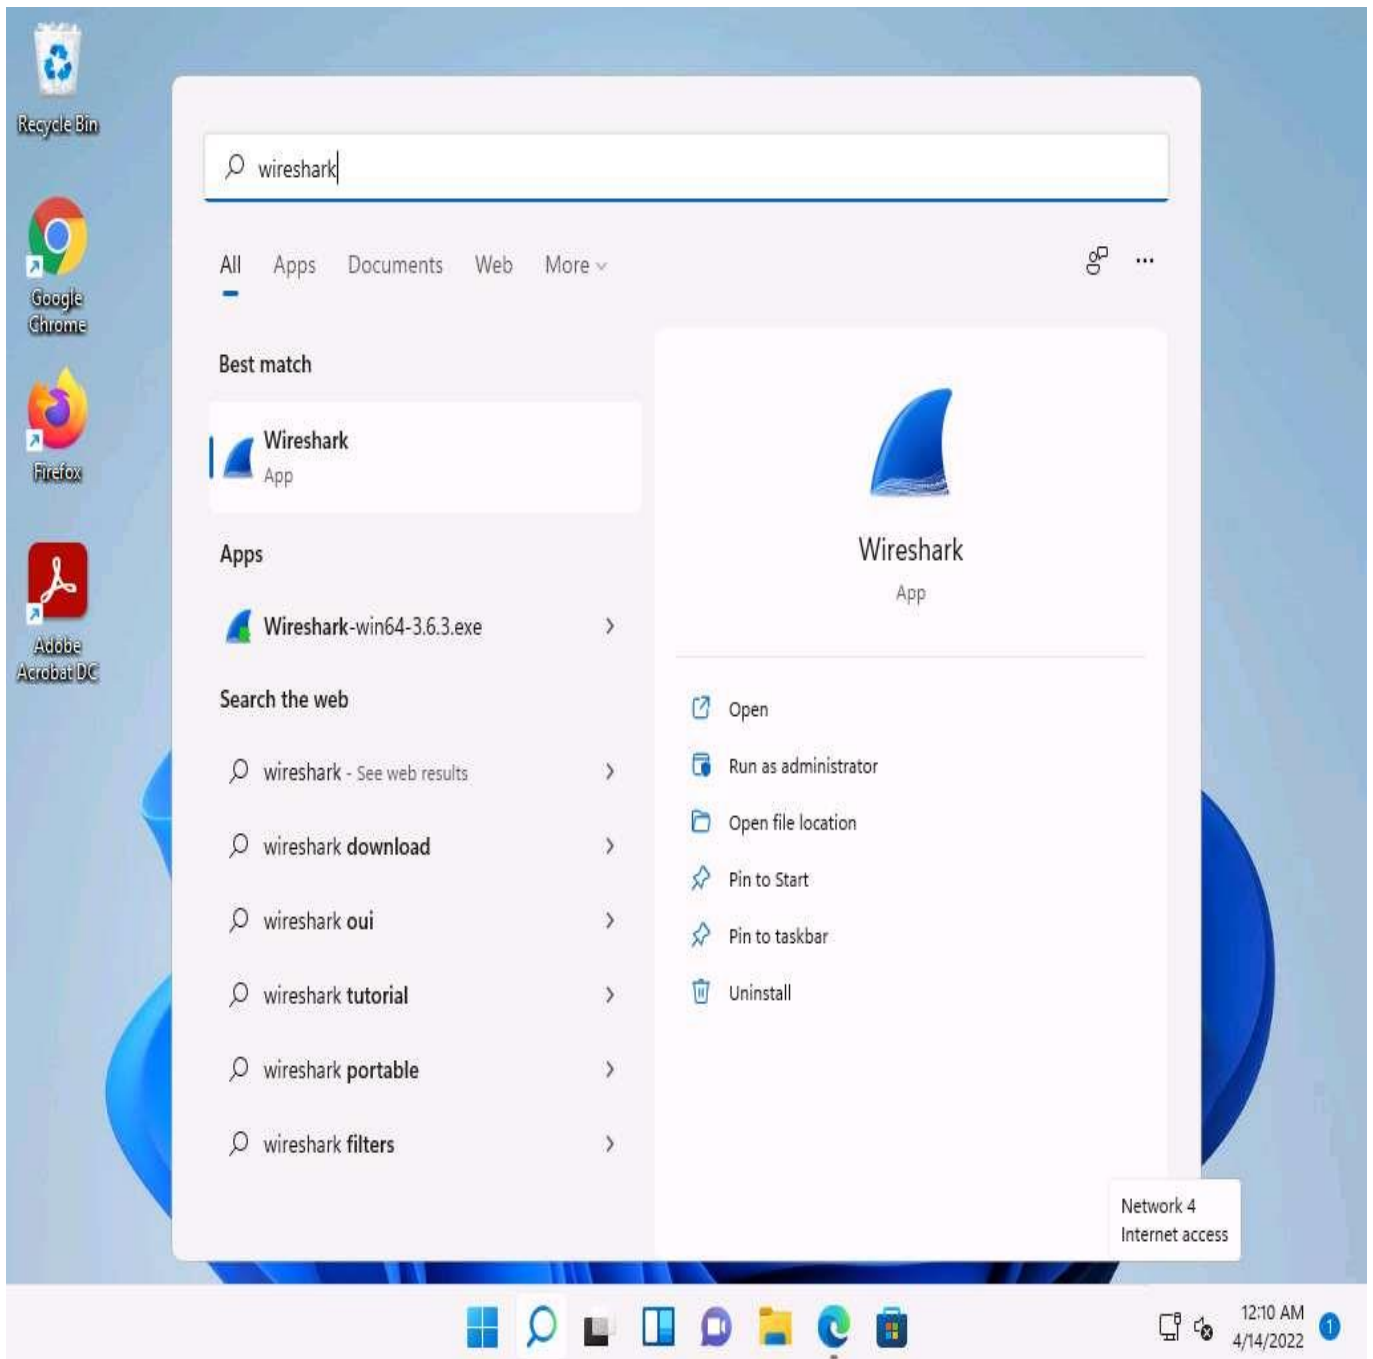 Recycle Bin
Google
Chrome
Firefox
Adobe
Acrobat DC
wireshark
All Apps Documents Web More
Best match
Wireshark
App
Apps
Wireshark-win64-3.6.3.exe
Search the web
wireshark - See web results
wireshark download
wireshark oui
wireshark tutorial
wireshark portable
wireshark filters
Wireshark
App
Open
Run as administrator
Open file location
Pin to Start
Pin to taskbar
Uninstall
Network 4
Internet access
12:10 AM
4/14/2022
1